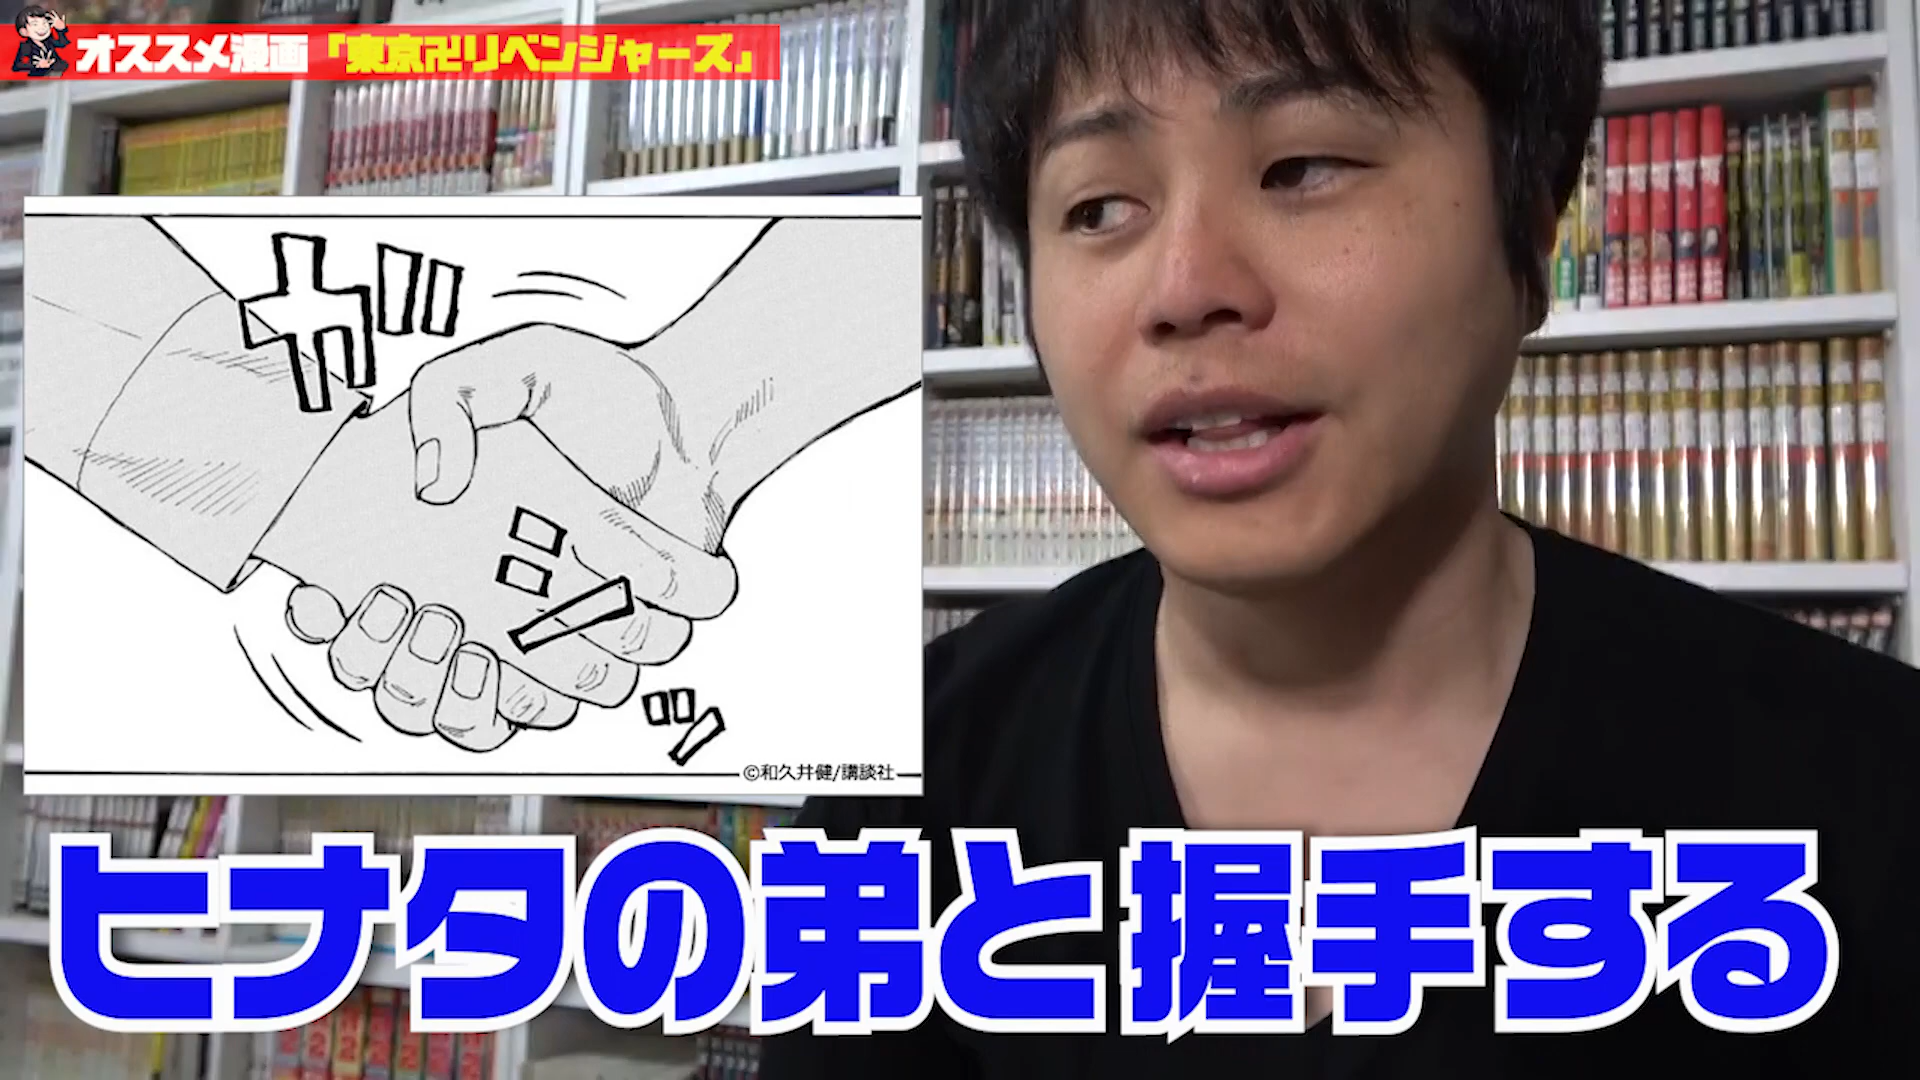 オススメ漫画「東京卍リベンジャーズ」
ガッ
シッ
©和久井健/講談社
ヒナタの弟と握手する